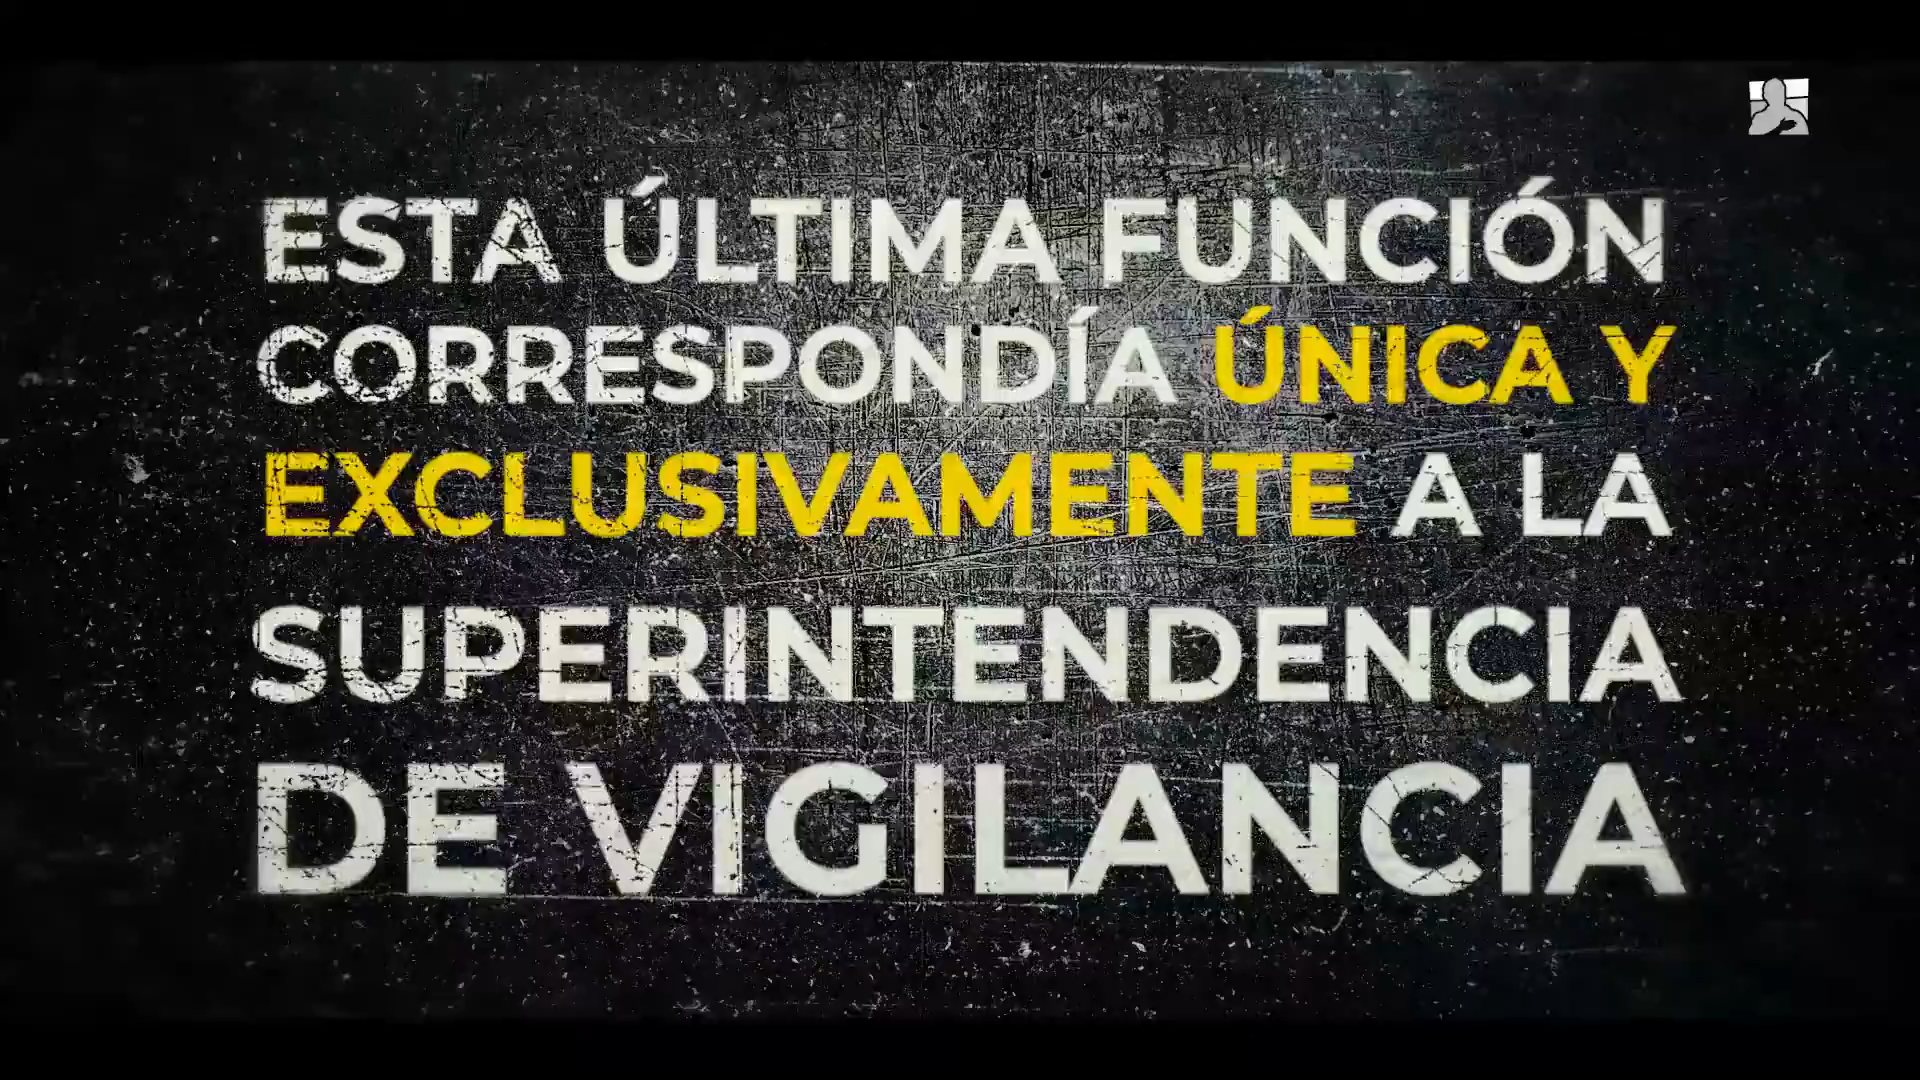 ESTA ÚLTIMA FUNCIÓN
CORRESPONDÍA ÚNICA Y
EXCLUSIVAMENTE A LA
SUPERINTENDENCIA
DE VIGILANCIA